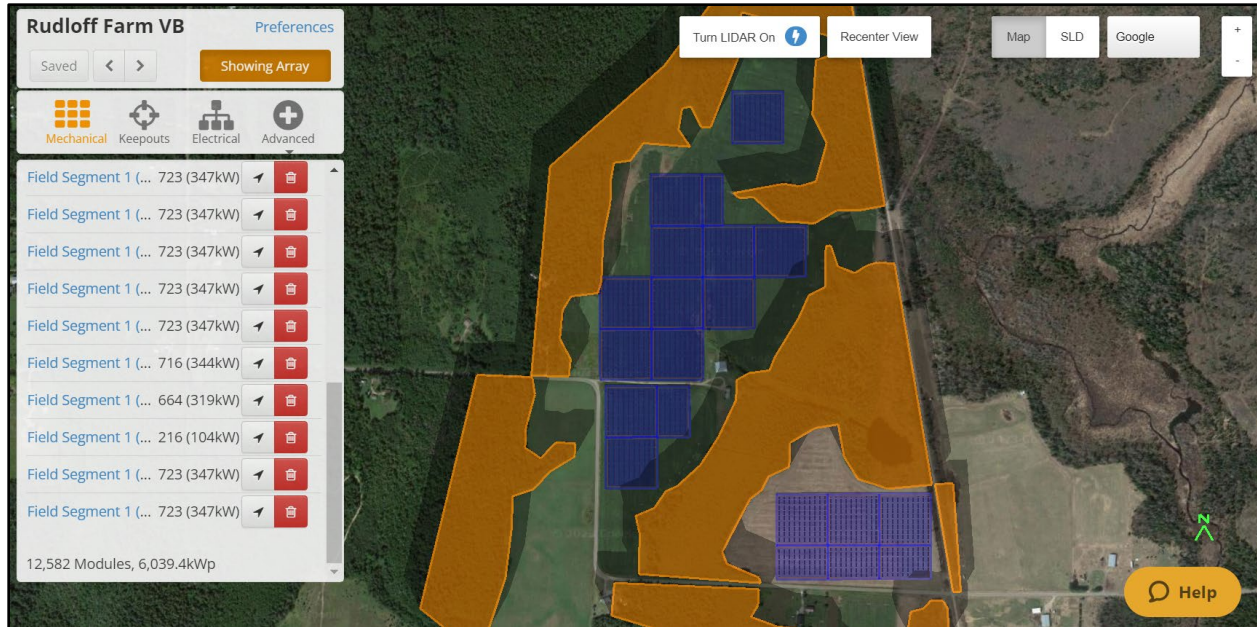 Rudloff Farm VB
Preferences
Saved
Showing Array
Mechanical
Keepouts
Electrical
Advanced
Field Segment 1 (... 723 (347kW)
Field Segment 1 (... 723 (347kW)
Field Segment 1 (... 723 (347kW)
Field Segment 1 (... 723 (347kW)
Field Segment 1 (... 723 (347kW)
Field Segment 1 (... 716 (344kW)
Field Segment 1 (... 664 (319kW)
Field Segment 1 (... 216 (104kW)
Field Segment 1 (... 723 (347kW)
Field Segment 1 (... 723 (347kW)
12,582 Modules, 6,039.4kWp
Turn LIDAR On
Recenter View
Map
SLD
Google
+
-
N
Help